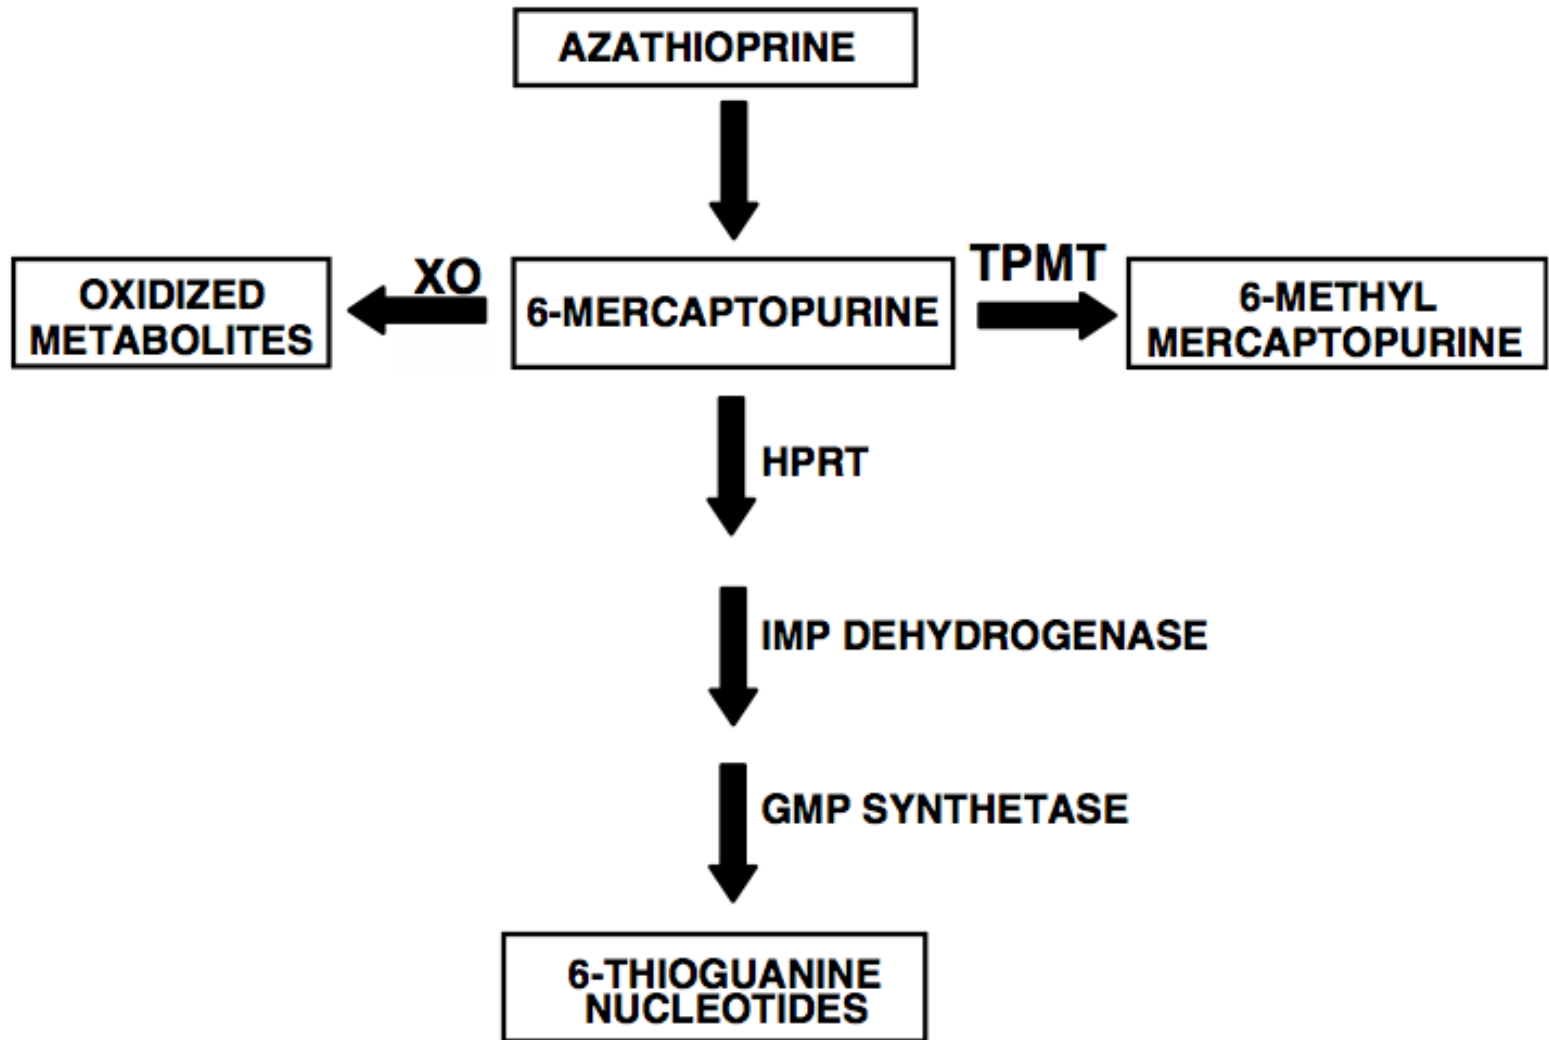 AZATHIOPRINE
XO
TPMT
OXIDIZED
METABOLITES
6-MERCAPTOPURINE
6-METHYL
MERCAPTOPURINE
HPRT
IMP DEHYDROGENASE
GMP SYNTHETASE
6-THIOGUANINE
NUCLEOTIDES